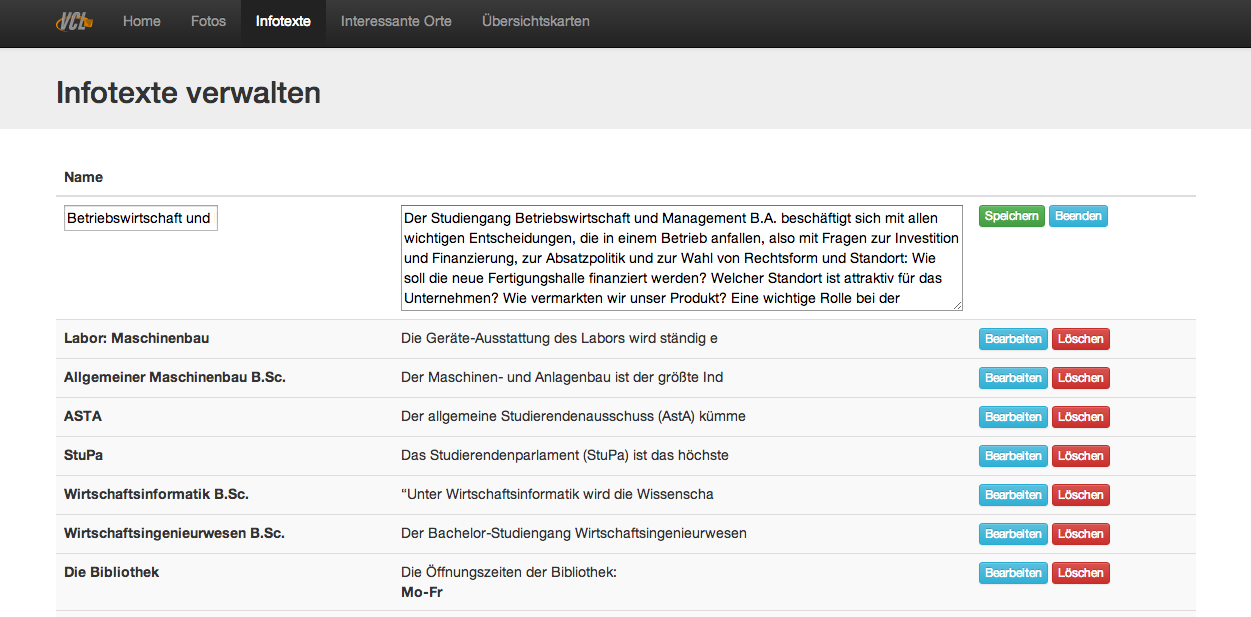 VCL Home Fotos Infotexte Interessante Orte Übersichtskarten
Infotexte verwalten
Name
Betriebswirtschaft und
Der Studiengang Betriebswirtschaft und Management B.A. beschäftigt sich mit allen
wichtigen Entscheidungen, die in einem Betrieb anfallen, also mit Fragen zur Investition
und Finanzierung, zur Absatzpolitik und zur Wahl von Rechtsform und Standort: Wie
soll die neue Fertigungshalle finanziert werden? Welcher Standort ist attraktiv für das
Unternehmen? Wie vermarkten wir unser Produkt? Eine wichtige Rolle bei der
Speichern Beenden
Labor: Maschinenbau Die Geräte-Ausstattung des Labors wird ständig e Bearbeiten Löschen
Allgemeiner Maschinenbau B.Sc. Der Maschinen- und Anlagenbau ist der größte Ind Bearbeiten Löschen
ASTA Der allgemeine Studierendenausschuss (AstA) kümme Bearbeiten Löschen
StuPa Das Studierendenparlament (StuPa) ist das höchste Bearbeiten Löschen
Wirtschaftsinformatik B.Sc. "Unter Wirtschaftsinformatik wird die Wissenscha Bearbeiten Löschen
Wirtschaftsingenieurwesen B.Sc. Der Bachelor-Studiengang Wirtschaftsingenieurwesen Bearbeiten Löschen
Die Bibliothek Die Öffnungszeiten der Bibliothek: Bearbeiten Löschen
Mo-Fr